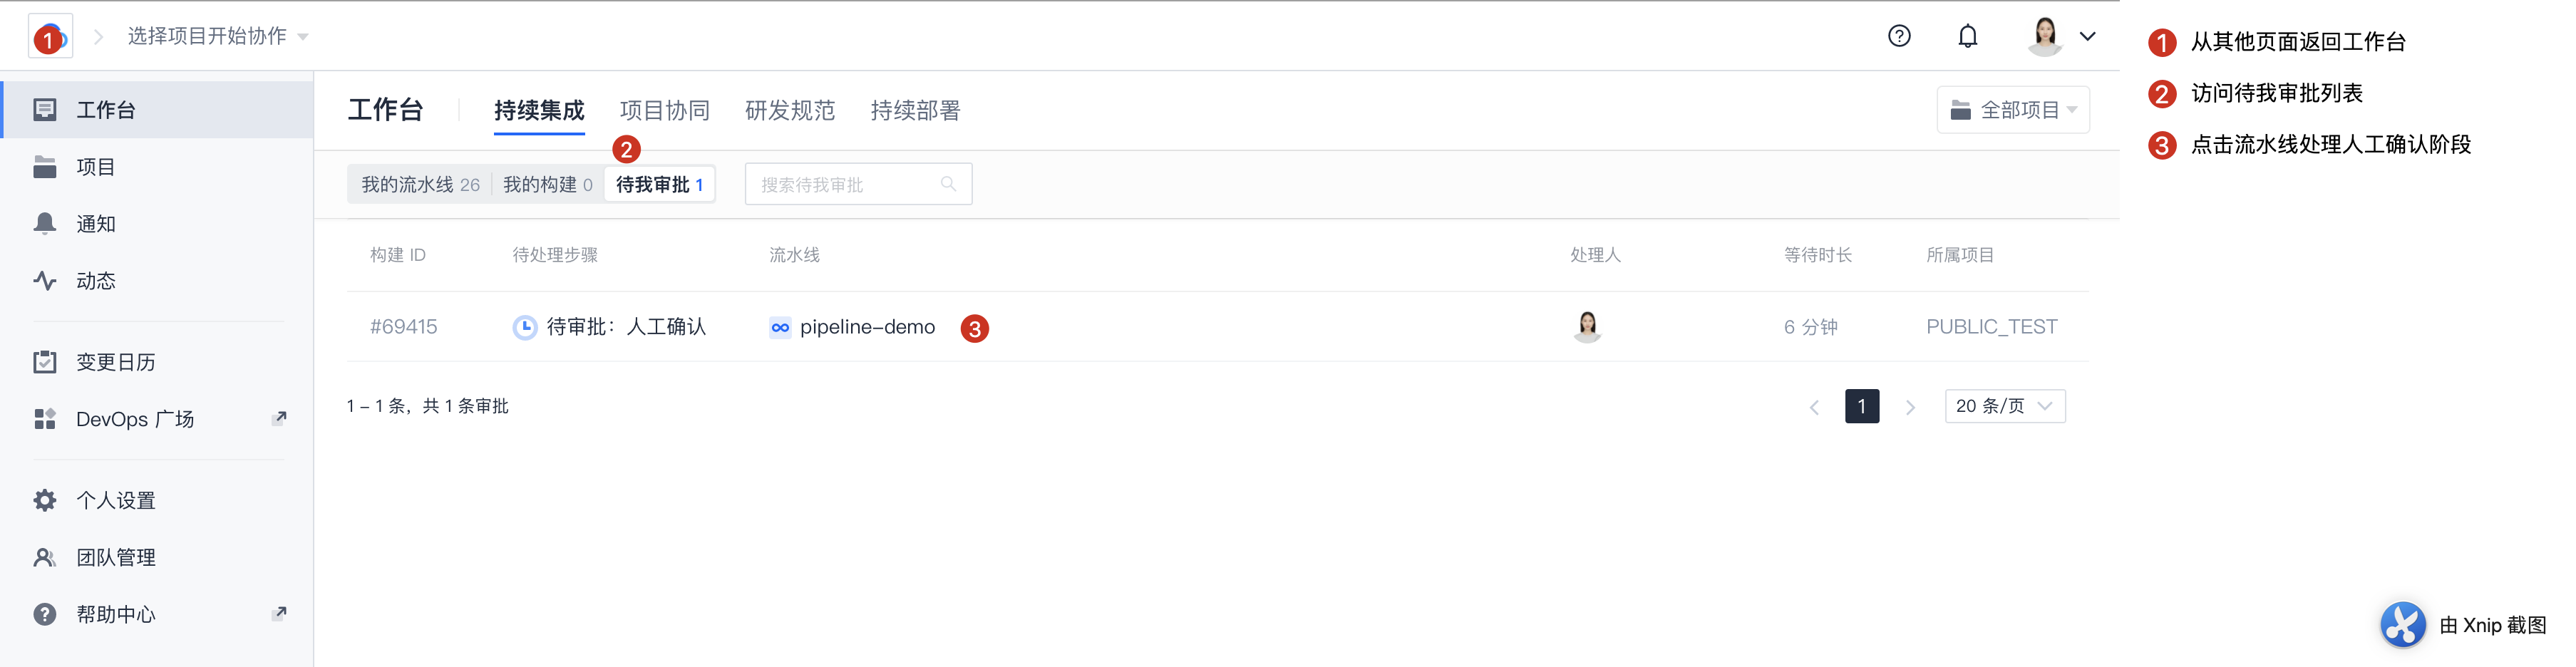 1
选择项目开始协作
工作台
项目
通知
动态
变更日历
DevOps 广场
个人设置
团队管理
帮助中心
工作台 持续集成 项目协同 研发规范 持续部署 全部项目
2
我的流水线 26 我的构建 0 待我审批 1 搜索待我审批
构建 ID 待处理步骤 流水线 处理人 等待时长 所属项目
#69415 待审批：人工确认 pipeline-demo 3 6 分钟 PUBLIC_TEST
1 – 1 条，共 1 条审批 1 20 条/页
1 从其他页面返回工作台
2 访问待我审批列表
3 点击流水线处理人工确认阶段
由 Xnip 截图